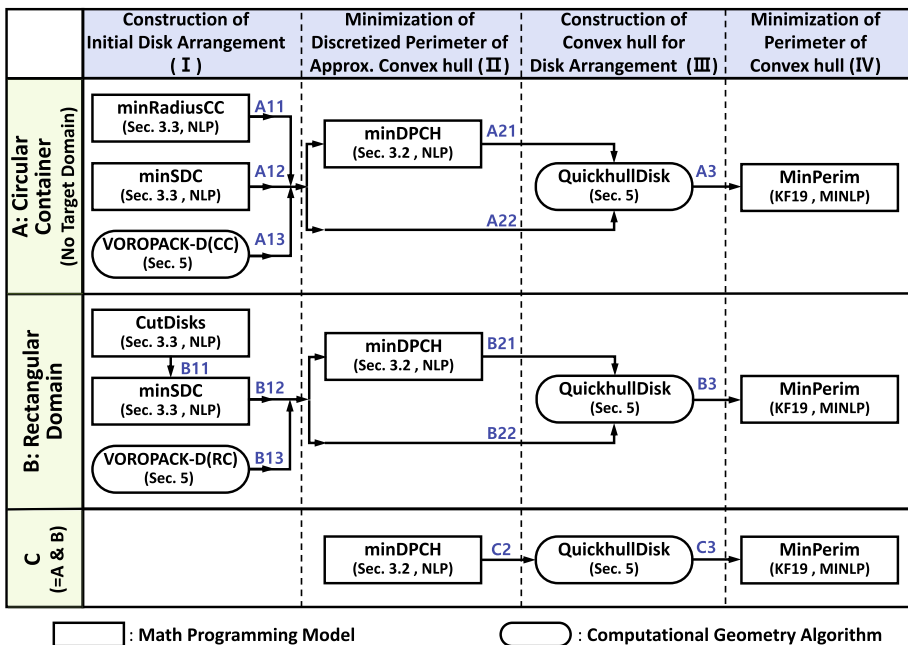 Construction of
Initial Disk Arrangement
( I )
Minimization of
Discretized Perimeter of
Approx. Convex hull (II)
Construction of
Convex hull for
Disk Arrangement (III)
Minimization of
Perimeter of
Convex hull (IV)
A: Circular
Container
(No Target Domain)
minRadiusCC
(Sec. 3.3, NLP)
A11
minSDC
(Sec. 3.3, NLP)
A12
VOROPACK-D(CC)
(Sec. 5)
A13
minDPCH
(Sec. 3.2 , NLP)
A21
A22
QuickhullDisk
(Sec. 5)
A3
MinPerim
(KF19 , MINLP)
B: Rectangular
Domain
CutDisks
(Sec. 3.3, NLP)
B11
minSDC
(Sec. 3.3, NLP)
B12
VOROPACK-D(RC)
(Sec. 5)
B13
minDPCH
(Sec. 3.2 , NLP)
B21
B22
QuickhullDisk
(Sec. 5)
B3
MinPerim
(KF19 , MINLP)
C
(=A & B)
minDPCH
(Sec. 3.2 , NLP)
C2
QuickhullDisk
(Sec. 5)
C3
MinPerim
(KF19 , MINLP)
: Math Programming Model
: Computational Geometry Algorithm